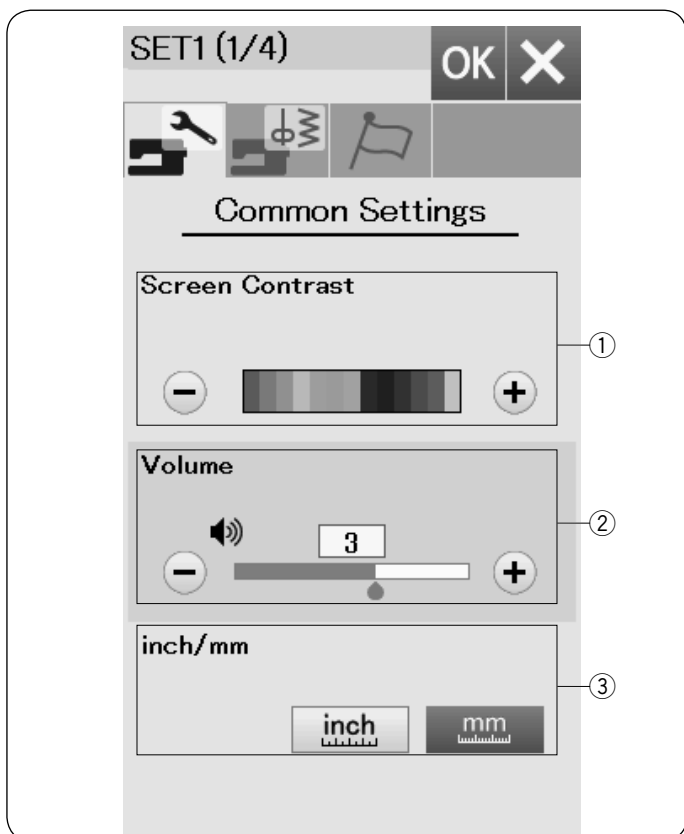 SET1 (1/4)
OK
Common Settings
Screen Contrast
①
Volume
3
②
inch/mm
inch
mm
③